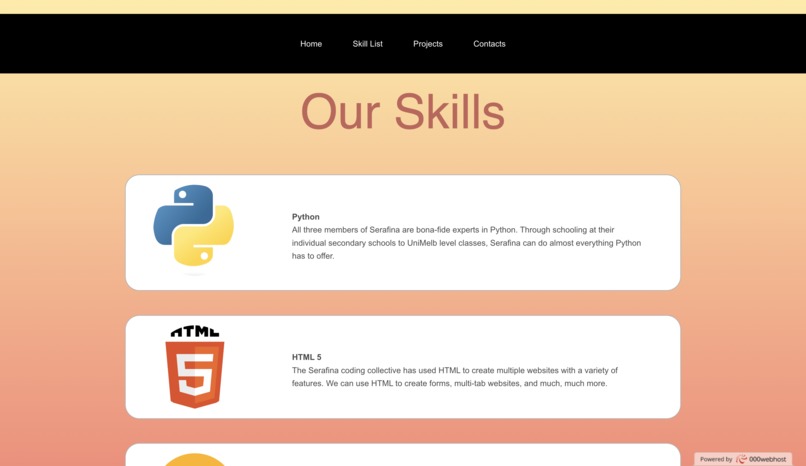 Home Skill List Projects Contacts
Our Skills
Python
All three members of Serafina are bona-fide experts in Python. Through schooling at their
individual secondary schools to UniMelb level classes, Serafina can do almost everything Python
has to offer.
HTML
5
HTML 5
The Serafina coding collective has used HTML to create multiple websites with a variety of
features. We can use HTML to create forms, multi-tab websites, and much, much more.
Powered by 000webhost